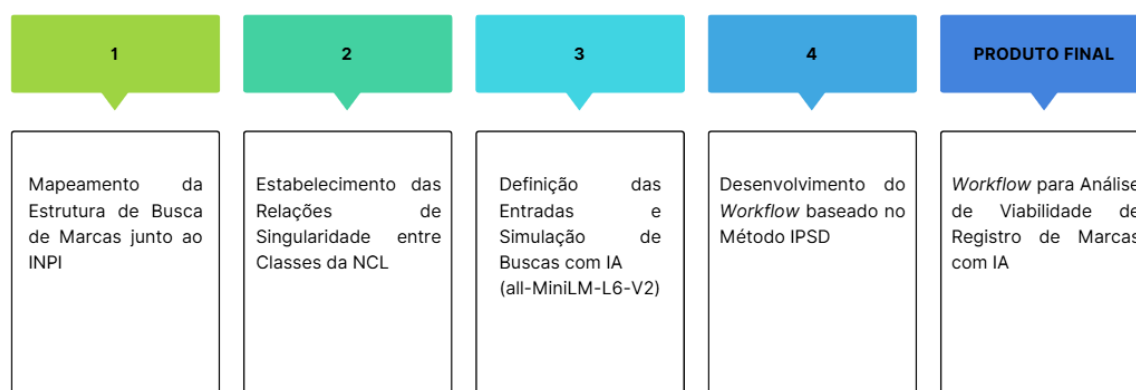 1
Mapeamento da
Estrutura de Busca
de Marcas junto ao
INPI
2
Estabelecimento das
Relações de
Singularidade entre
Classes da NCL
3
Definição das
Entradas e
Simulação de
Buscas com IA
(all-MiniLM-L6-V2)
4
Desenvolvimento do
Workflow baseado no
Método IPSD
PRODUTO FINAL
Workflow para Análise
de Viabilidade de
Registro de Marcas
com IA